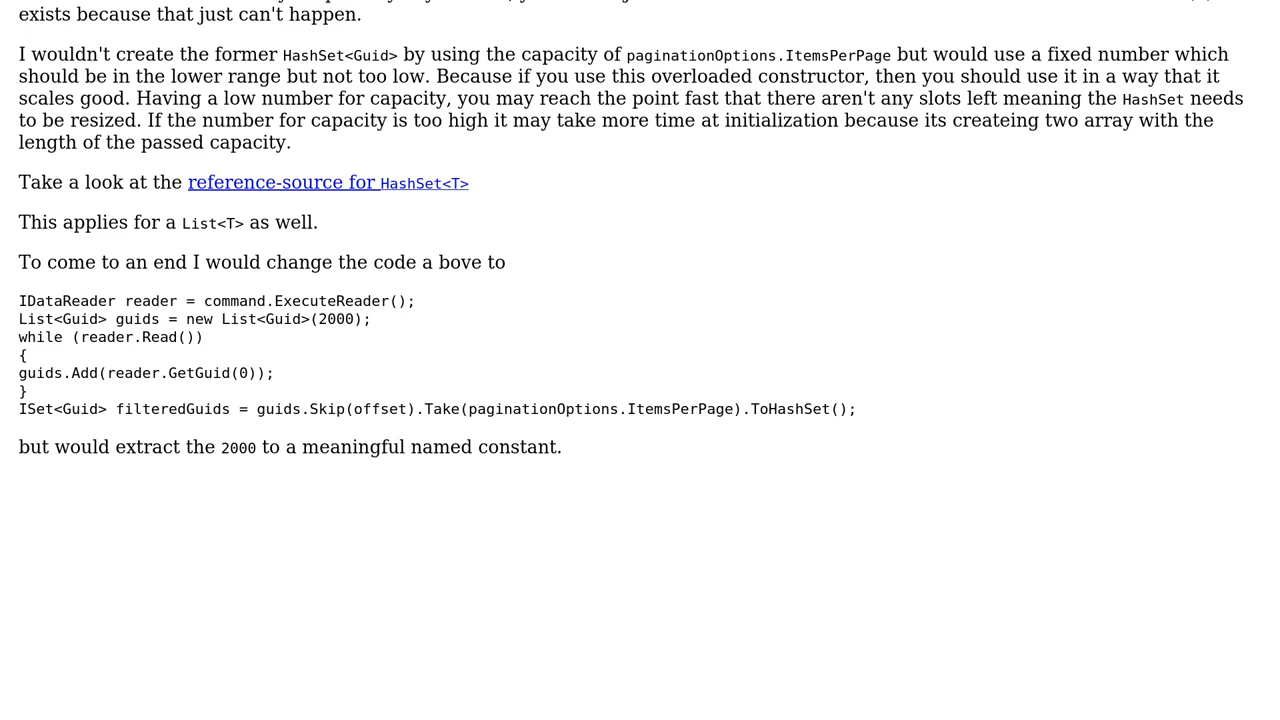 exists because that just can't happen.
I wouldn't create the former HashSet<Guid> by using the capacity of paginationOptions.ItemsPerPage but would use a fixed number which
should be in the lower range but not too low. Because if you use this overloaded constructor, then you should use it in a way that it
scales good. Having a low number for capacity, you may reach the point fast that there aren't any slots left meaning the HashSet needs
to be resized. If the number for capacity is too high it may take more time at initialization because its createing two array with the
length of the passed capacity.
Take a look at the reference-source for HashSet<T>
This applies for a List<T> as well.
To come to an end I would change the code a bove to
IDataReader reader = command.ExecuteReader();
List<Guid> guids = new List<Guid>(2000);
while (reader.Read())
{
guids.Add(reader.GetGuid(0));
}
ISet<Guid> filteredGuids = guids.Skip(offset).Take(paginationOptions.ItemsPerPage).ToHashSet();
but would extract the 2000 to a meaningful named constant.